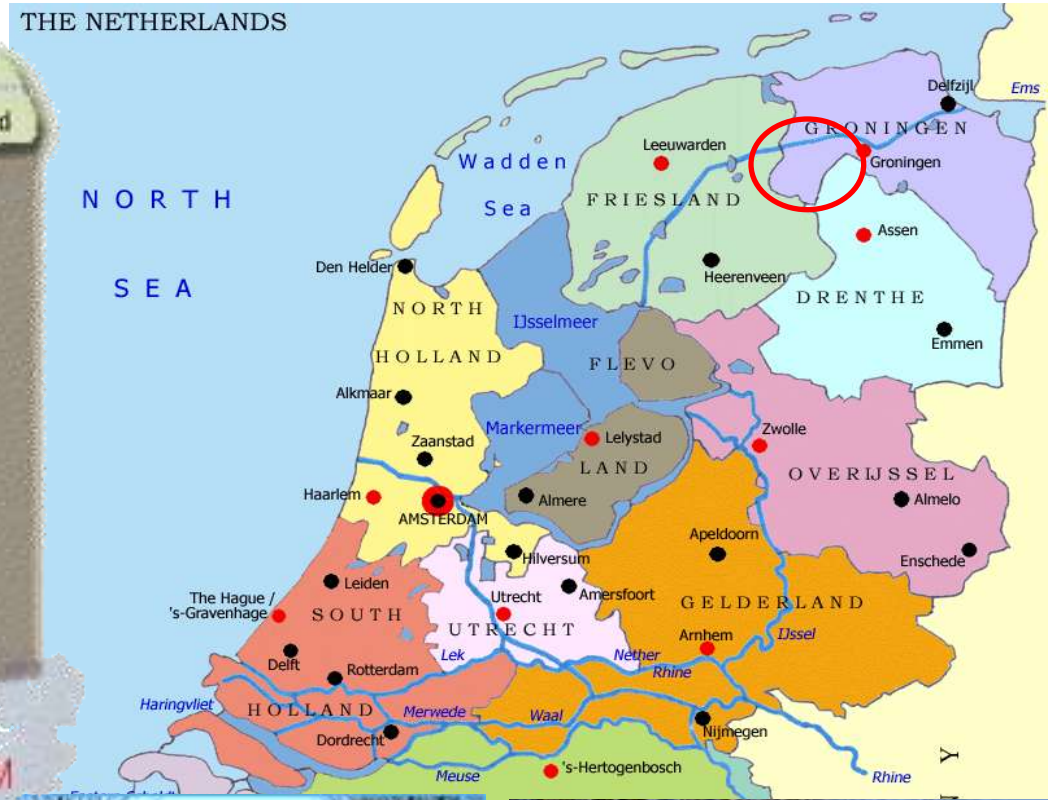 THE NETHERLANDS
d
Delfzijl
Ems
GRONINGEN
Leeuwarden
Groningen
Wadden
Sea
NORTH
SEA
FRIESLAND
Assen
Den Helder
Heerenveen
NORTH
HOLLAND
DRENTHE
IJsselmeer
Emmen
FLEVO
LAND
Alkmaar
Markermeer
Lelystad
Zwolle
Zaanstad
OVERIJSSEL
Haarlem
AMSTERDAM
Almere
Almelo
Apeldoorn
Hilversum
Enschede
Leiden
Amersfoort
The Hague /
's-Gravenhage
SOUTH
HOLLAND
Utrecht
UTRECHT
GELDERLAND
Arnhem
IJssel
Delft
Lek
Nether
Rhine
Rotterdam
Haringvliet
Merwede
Waal
Dordrecht
Nijmegen
's-Hertogenbosch
Meuse
Rhine
N Y
M